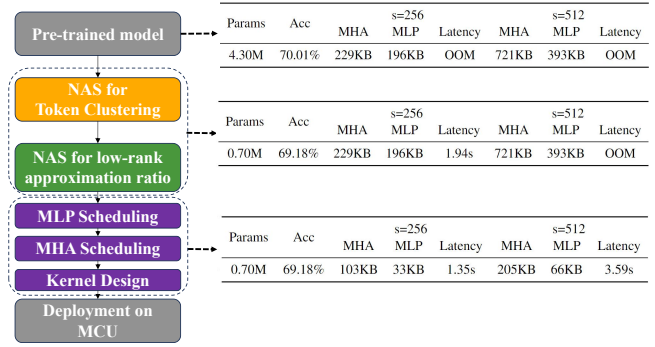 Pre-trained model
Params Acc s=256 s=512
MHA MLP Latency MHA MLP Latency
4.30M 70.01% 229KB 196KB OOM 721KB 393KB OOM
NAS for
Token Clustering
NAS for low-rank
approximation ratio
Params Acc s=256 s=512
MHA MLP Latency MHA MLP Latency
0.70M 69.18% 229KB 196KB 1.94s 721KB 393KB OOM
MLP Scheduling
MHA Scheduling
Kernel Design
Params Acc s=256 s=512
MHA MLP Latency MHA MLP Latency
0.70M 69.18% 103KB 33KB 1.35s 205KB 66KB 3.59s
Deployment on
MCU